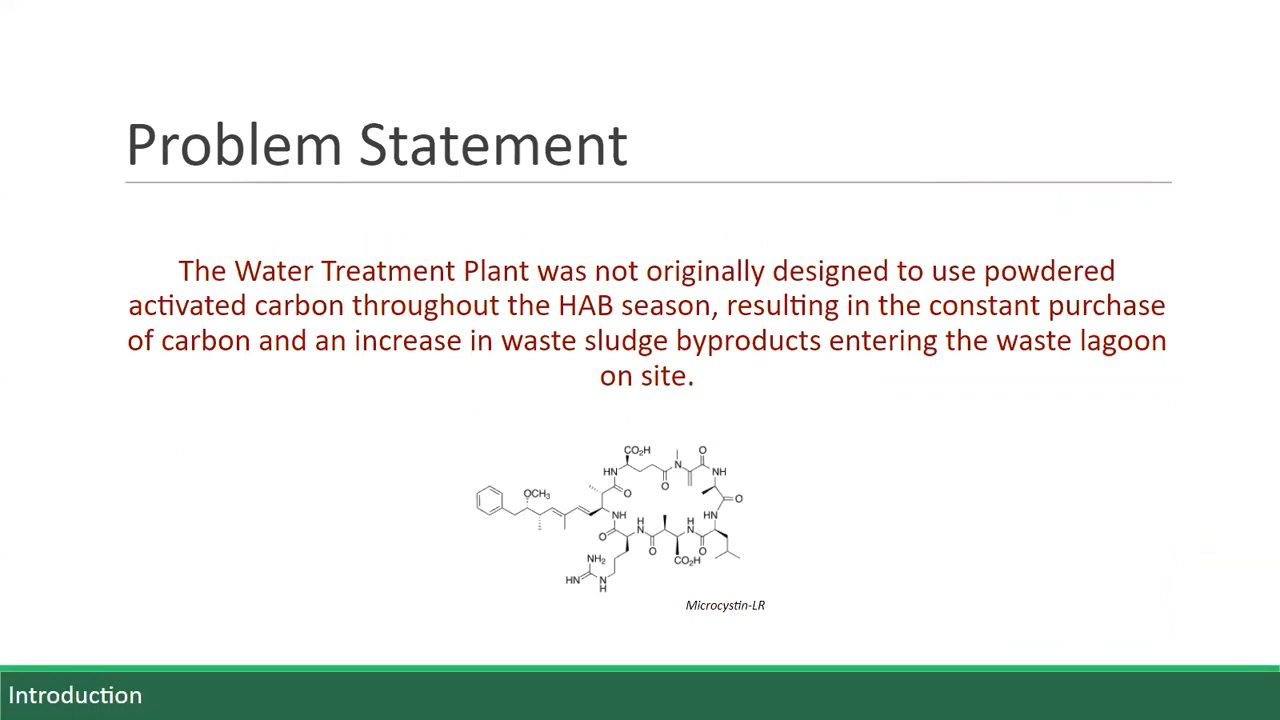 Problem Statement
The Water Treatment Plant was not originally designed to use powdered
activated carbon throughout the HAB season, resulting in the constant purchase
of carbon and an increase in waste sludge byproducts entering the waste lagoon
on site.
CO₂H
O
HN
N
NH
O
O
OCH₃
O
NH
NH
O
H
N
H
N
O
O
O
NH₂
CO₂H
HN
N
H
Microcystin-LR
Introduction